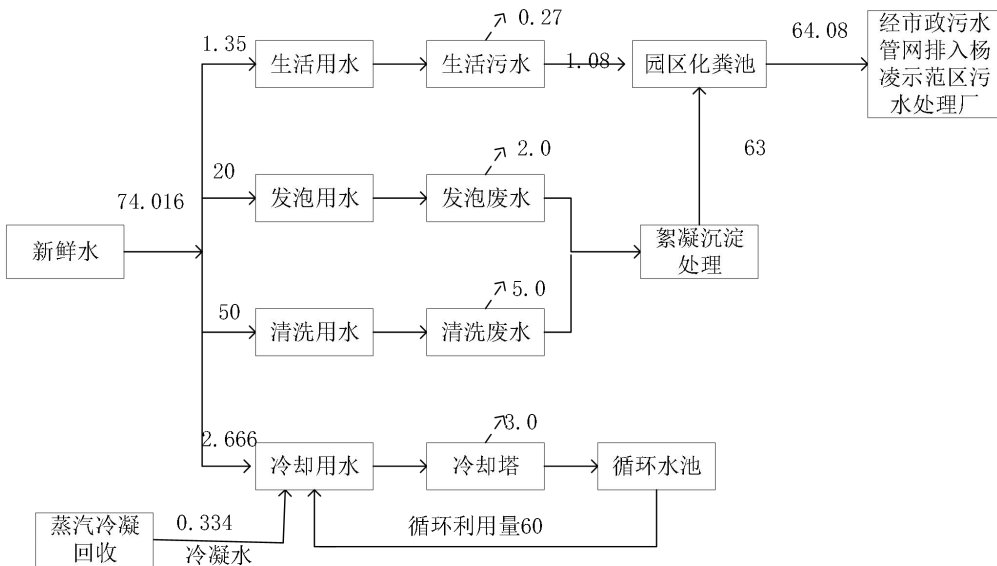 0.27
1.35
生活用水
生活污水
1.08
园区化粪池
64.08
经市政污水
管网排入杨
凌示范区污
水处理厂
2.0
20
发泡用水
发泡废水
63
74.016
新鲜水
絮凝沉淀
处理
5.0
50
清洗用水
清洗废水
3.0
2.666
冷却用水
冷却塔
循环水池
蒸汽冷凝
回收
0.334
冷凝水
循环利用量60